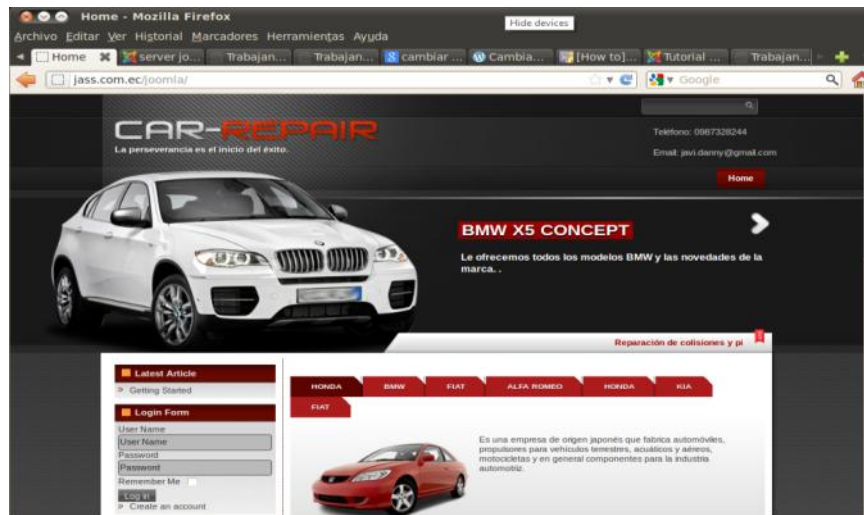 Home - Mozilla Firefox
Hide devices
Archivo Editar Ver Historial Marcadores Herramientas Ayuda
Home server jo... Trabajan... Trabajan... cambiar ... Cambia... [How to]... Tutorial ... Trabajan...
jass.com.ec/joomla/ Google
CAR-REPAIR
La perseverancia es el inicio del éxito.
Teléfono: 0987328244
Email: javi.danny@gmail.com
Home
BMW X5 CONCEPT
Le ofrecemos todos los modelos BMW y las novedades de la
marca. .
Reparación de colisiones y pi
Latest Article
Getting Started
Login Form
User Name
User Name
Password
Password
Remember Me
Log in
Create an account
HONDA BMW FIAT ALFA ROMEO HONDA KIA
FIAT
Es una empresa de origen japonés que fabrica automóviles,
propulsores para vehículos terrestres, acuáticos y aéreos,
motocicletas y en general componentes para la industria
automotriz.